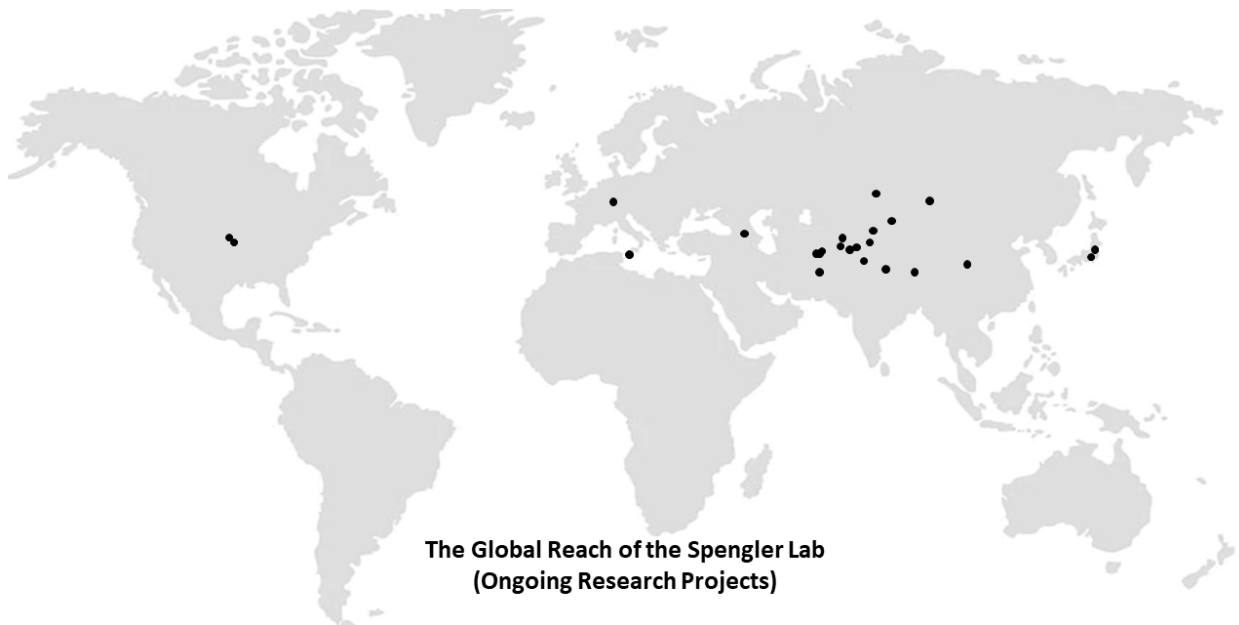 The Global Reach of the Spengler Lab
(Ongoing Research Projects)